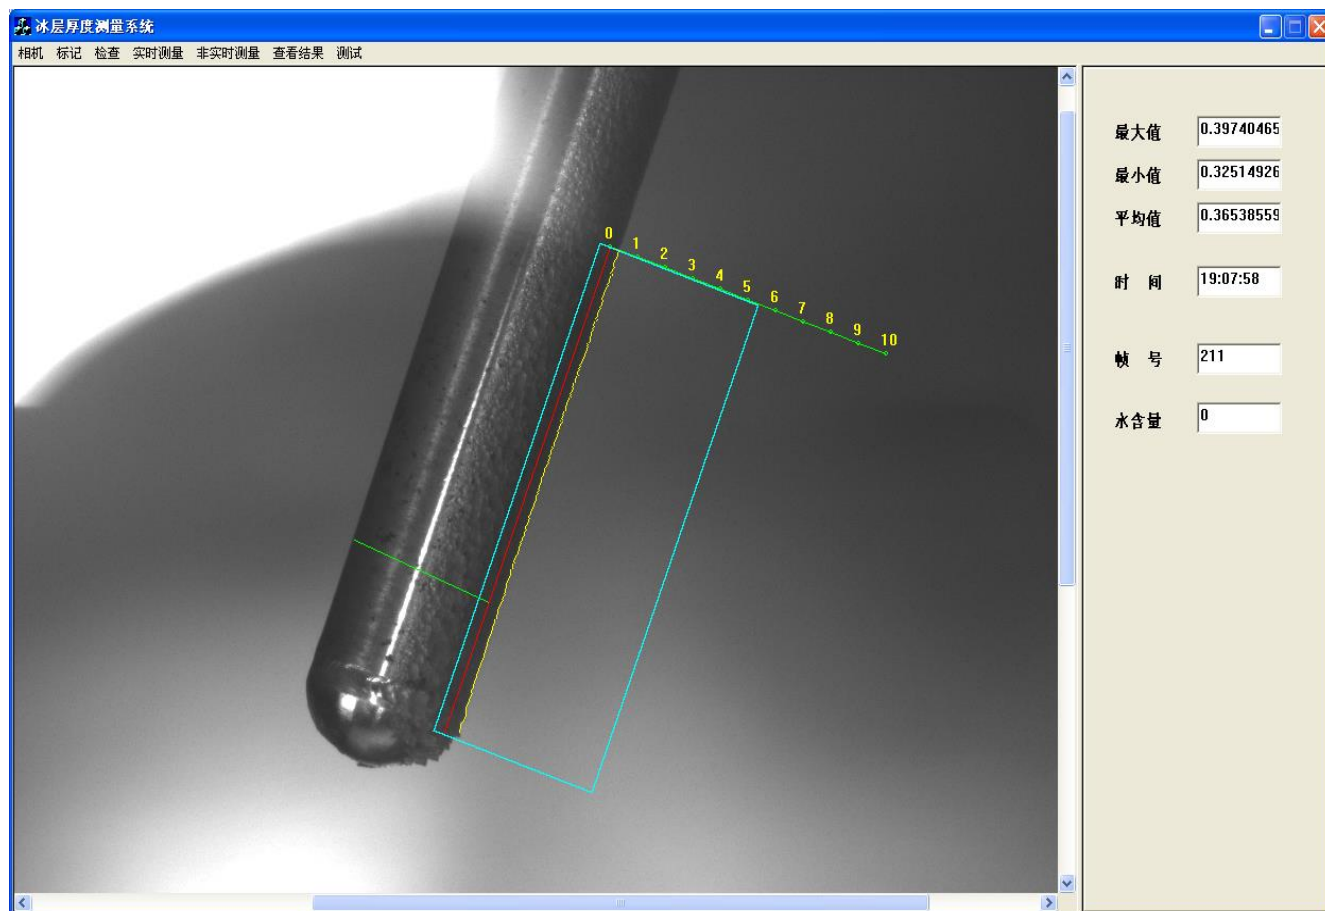 冰层厚度测量系统
相机 标记 检查 实时测量 非实时测量 查看结果 测试
0
1
2
3
4
5
6
7
8
9
10
最大值 0.39740465
最小值 0.32514926
平均值 0.36538559
时 间 19:07:58
帧 号 211
水含量 0